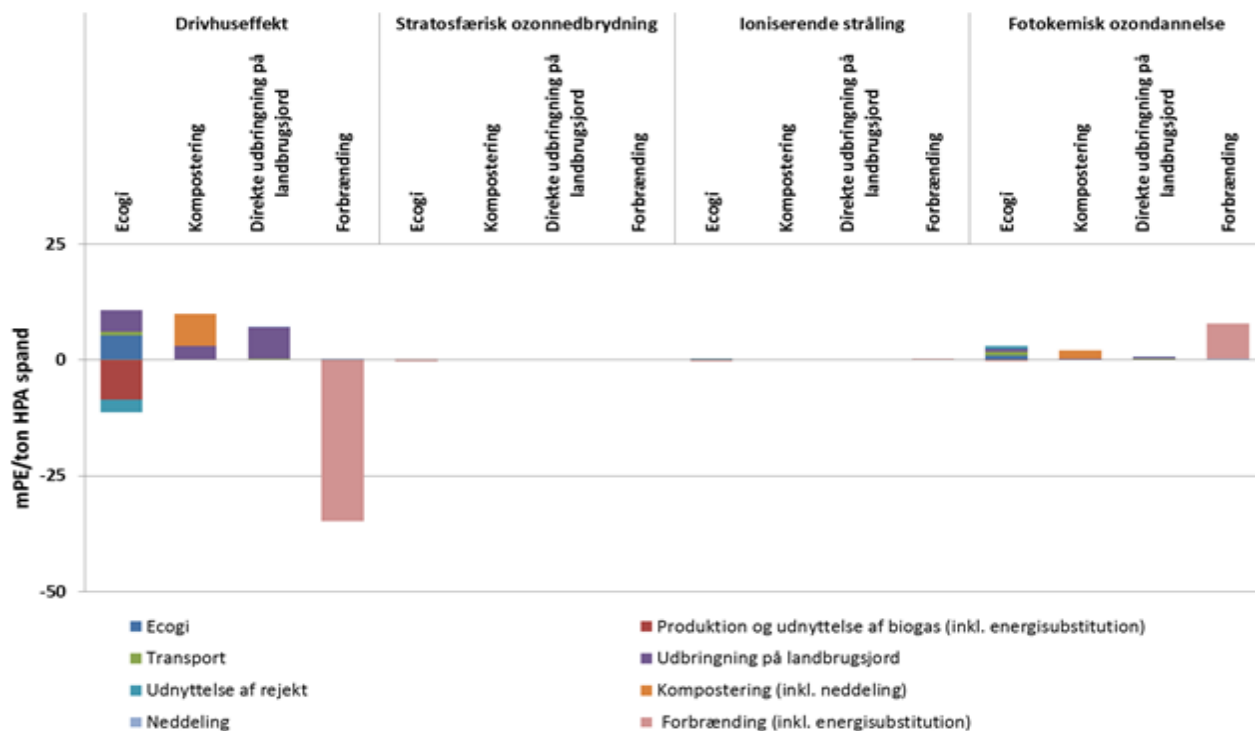 Drivhuseffekt
Stratosfærisk ozonnedbrydning
Ioniserende stråling
Fotokemisk ozondannelse
Ecogi
Kompostering
Direkte udbringning på
landbrugsjord
Forbrænding
Ecogi
Kompostering
Direkte udbringning på
landbrugsjord
Forbrænding
Ecogi
Kompostering
Direkte udbringning på
landbrugsjord
Forbrænding
Ecogi
Kompostering
Direkte udbringning på
landbrugsjord
Forbrænding
mPE/ton HPA spand
25
0
-25
-50
Ecogi
Produktion og udnyttelse af biogas (inkl. energisubstitution)
Transport
Udbringning på landbrugsjord
Udnyttelse af rejekt
Kompostering (inkl. neddeling)
Neddeling
Forbrænding (inkl. energisubstitution)